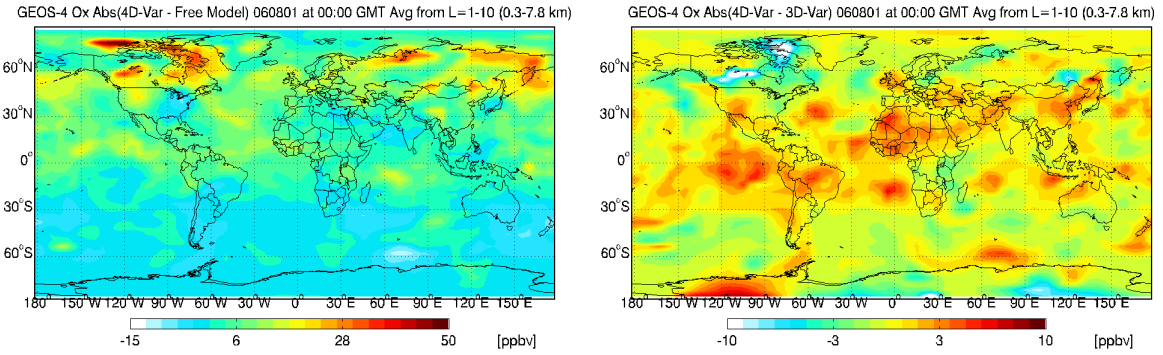 GEOS-4 Ox Abs(4D-Var - Free Model) 060801 at 00:00 GMT Avg from L=1-10 (0.3-7.8 km)
60°N
30°N
0°
30°S
60°S
180 150°W 120°W 90°W 60°W 30°W 0° 30°E 60°E 90°E 120°E 150°E
-15 6 28 50 [ppbv]
GEOS-4 Ox Abs(4D-Var - 3D-Var) 060801 at 00:00 GMT Avg from L=1-10 (0.3-7.8 km)
60°N
30°N
0°
30°S
60°S
180 150°W 120°W 90°W 60°W 30°W 0° 30°E 60°E 90°E 120°E 150°E
-10 -3 3 10 [ppbv]